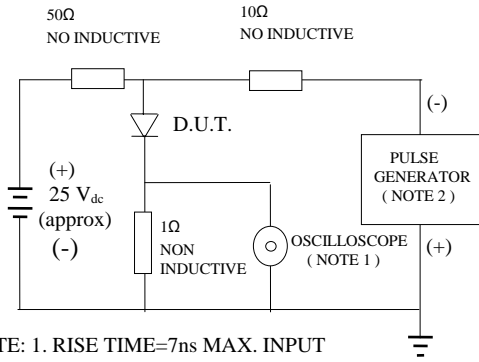 50Ω
NO INDUCTIVE
10Ω
NO INDUCTIVE
(-)
D.U.T.
PULSE
GENERATOR
( NOTE 2 )
(+)
25 Vdc
(approx)
(-)
1Ω
NON
INDUCTIVE
OSCILLOSCOPE
( NOTE 1 )
(+)
TE: 1. RISE TIME=7ns MAX. INPUT